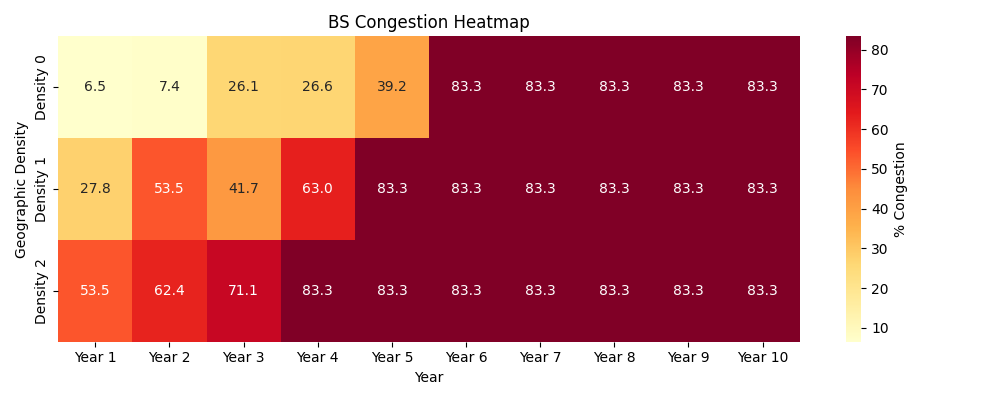 BS Congestion Heatmap
Geographic Density
Density 0
6.5 7.4 26.1 26.6 39.2 83.3 83.3 83.3 83.3 83.3
Density 1
27.8 53.5 41.7 63.0 83.3 83.3 83.3 83.3 83.3 83.3
Density 2
53.5 62.4 71.1 83.3 83.3 83.3 83.3 83.3 83.3 83.3
Year 1 Year 2 Year 3 Year 4 Year 5 Year 6 Year 7 Year 8 Year 9 Year 10
Year
80
70
60
50
40
30
20
10
% Congestion